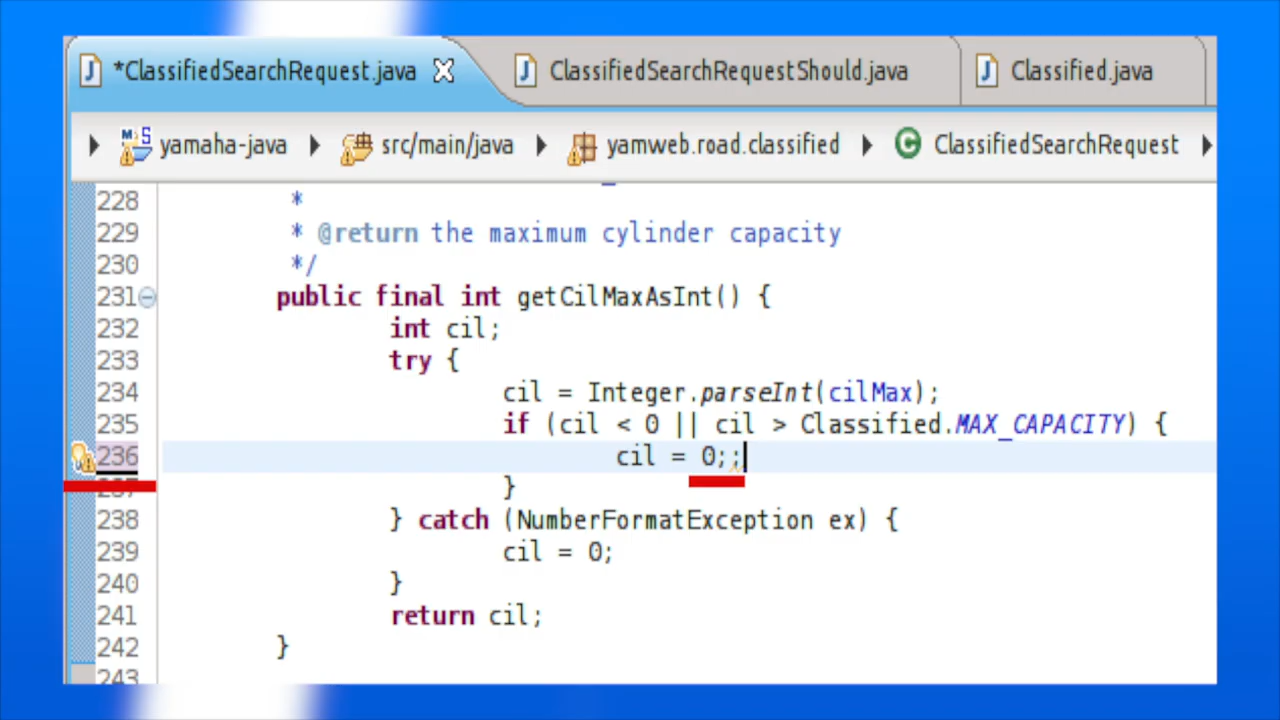 *ClassifiedSearchRequest.java ClassifiedSearchRequestShould.java Classified.java
yamaha-java src/main/java yamweb.road.classified ClassifiedSearchRequest
228 *
229 * @return the maximum cylinder capacity
230 */
231 public final int getCilMaxAsInt() {
232 int cil;
233 try {
234 cil = Integer.parseInt(cilMax);
235 if (cil < 0 || cil > Classified.MAX_CAPACITY) {
236 cil = 0;;
237 }
238 } catch (NumberFormatException ex) {
239 cil = 0;
240 }
241 return cil;
242 }
243